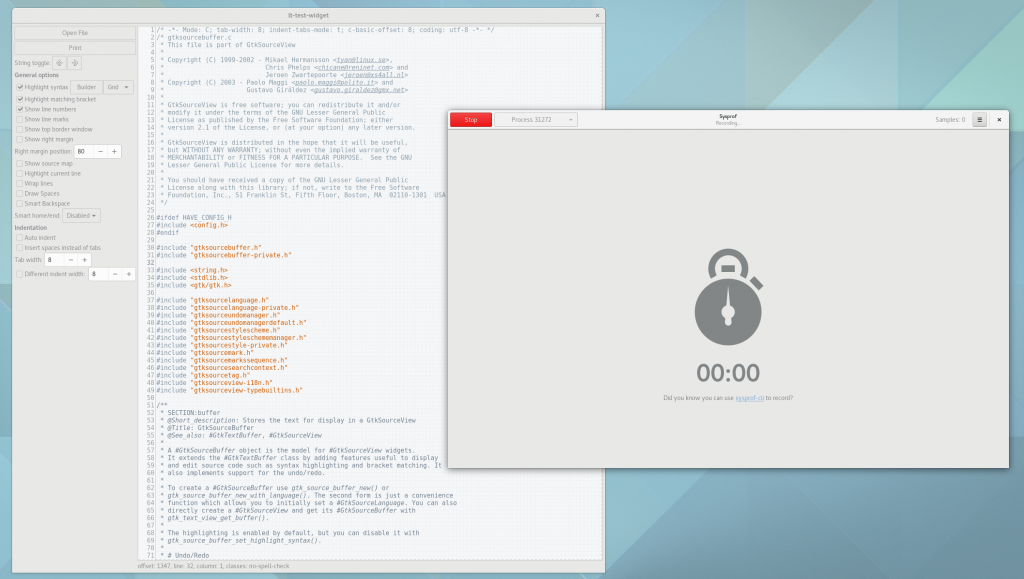 lt-test-widget
×
Open File
Print
String toggle:
General options
Highlight syntax Builder Grid
Highlight matching bracket
Show line numbers
Show line marks
Show top border window
Show right margin
Right margin position: 80 − +
Show source map
Highlight current line
Wrap lines
Draw Spaces
Smart Backspace
Smart home/end: Disabled
Indentation
Auto indent
Insert spaces instead of tabs
Tab width: 8 − +
Different indent width: 8 − +
1 /* -*- Mode: C; tab-width: 8; indent-tabs-mode: t; c-basic-offset: 8; coding: utf-8 -*- */
2 /* gtksourcebuffer.c
3 * This file is part of GtkSourceView
4 *
5 * Copyright (C) 1999-2002 - Mikael Hermansson <tyan@linux.se>,
6 * Chris Phelps <chicane@reninet.com> and
7 * Jeroen Zwartepoorte <jeroen@xs4all.nl>
8 * Copyright (C) 2003 - Paolo Maggi <paolo.maggi@polito.it> and
9 * Gustavo Giráldez <gustavo.giraldez@gmx.net>
10 *
11 * GtkSourceView is free software; you can redistribute it and/or
12 * modify it under the terms of the GNU Lesser General Public
13 * License as published by the Free Software Foundation; either
14 * version 2.1 of the License, or (at your option) any later version.
15 *
16 * GtkSourceView is distributed in the hope that it will be useful,
17 * but WITHOUT ANY WARRANTY; without even the implied warranty of
18 * MERCHANTABILITY or FITNESS FOR A PARTICULAR PURPOSE. See the GNU
19 * Lesser General Public License for more details.
20 *
21 * You should have received a copy of the GNU Lesser General Public
22 * License along with this library; if not, write to the Free Software
23 * Foundation, Inc., 51 Franklin St, Fifth Floor, Boston, MA 02110-1301 USA
24 */
25
26 #ifdef HAVE_CONFIG_H
27 #include <config.h>
28 #endif
29
30 #include "gtksourcebuffer.h"
31 #include "gtksourcebuffer-private.h"
32
33 #include <string.h>
34 #include <stdlib.h>
35 #include <gtk/gtk.h>
36
37 #include "gtksourcelanguage.h"
38 #include "gtksourcelanguage-private.h"
39 #include "gtksourceundomanager.h"
40 #include "gtksourceundomanagerdefault.h"
41 #include "gtksourcestylescheme.h"
42 #include "gtksourcestyleschememanager.h"
43 #include "gtksourcestyle-private.h"
44 #include "gtksourcemark.h"
45 #include "gtksourcemarkssequence.h"
46 #include "gtksourcesearchcontext.h"
47 #include "gtksourcetag.h"
48 #include "gtksourceview-i18n.h"
49 #include "gtksourceview-typebuiltins.h"
50
51 /**
52 * SECTION:buffer
53 * @Short_description: Stores the text for display in a GtkSourceView
54 * @Title: GtkSourceBuffer
55 * @See_also: #GtkTextBuffer, #GtkSourceView
56 *
57 * A #GtkSourceBuffer object is the model for #GtkSourceView widgets.
58 * It extends the #GtkTextBuffer class by adding features useful to display
59 * and edit source code such as syntax highlighting and bracket matching. It
60 * also implements support for the undo/redo.
61 *
62 * To create a #GtkSourceBuffer use gtk_source_buffer_new() or
63 * gtk_source_buffer_new_with_language(). The second form is just a convenience
64 * function which allows you to initially set a #GtkSourceLanguage. You can also
65 * directly create a #GtkSourceView and get its #GtkSourceBuffer with
66 * gtk_text_view_get_buffer().
67 *
68 * The highlighting is enabled by default, but you can disable it with
69 * gtk_source_buffer_set_highlight_syntax().
70 *
71 * # Undo/Redo
offset: 1347, line: 32, column: 1, classes: no-spell-check
Stop
Process 31272
Sysprof
Recording…
Samples: 0
×
00:00
Did you know you can use sysprof-cli to record?